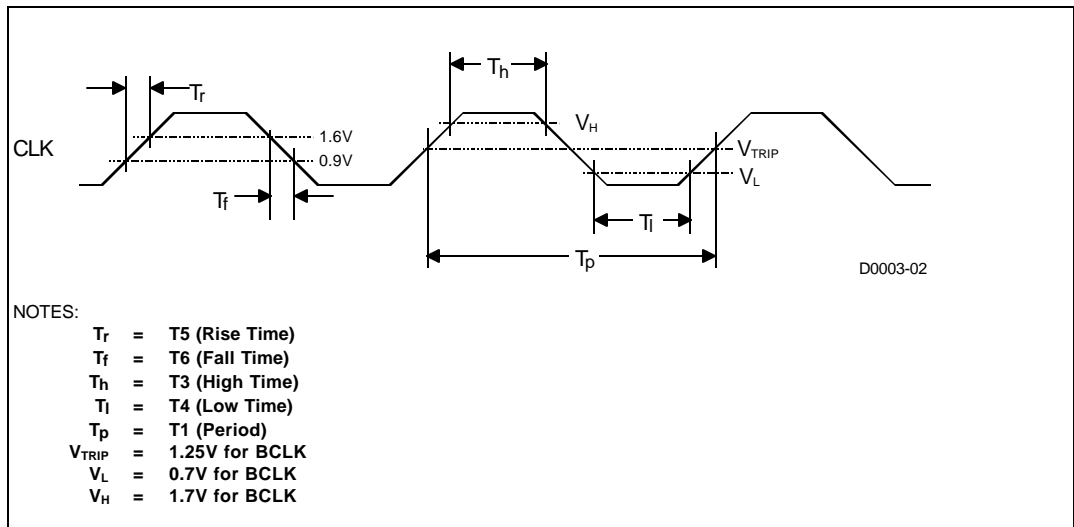 Th
Tr
VH
1.6V
CLK
VTRIP
0.9V
VL
Tf
Tl
Tp
D0003-02
NOTES:
Tr = T5 (Rise Time)
Tf = T6 (Fall Time)
Th = T3 (High Time)
Tl = T4 (Low Time)
Tp = T1 (Period)
VTRIP = 1.25V for BCLK
VL = 0.7V for BCLK
VH = 1.7V for BCLK